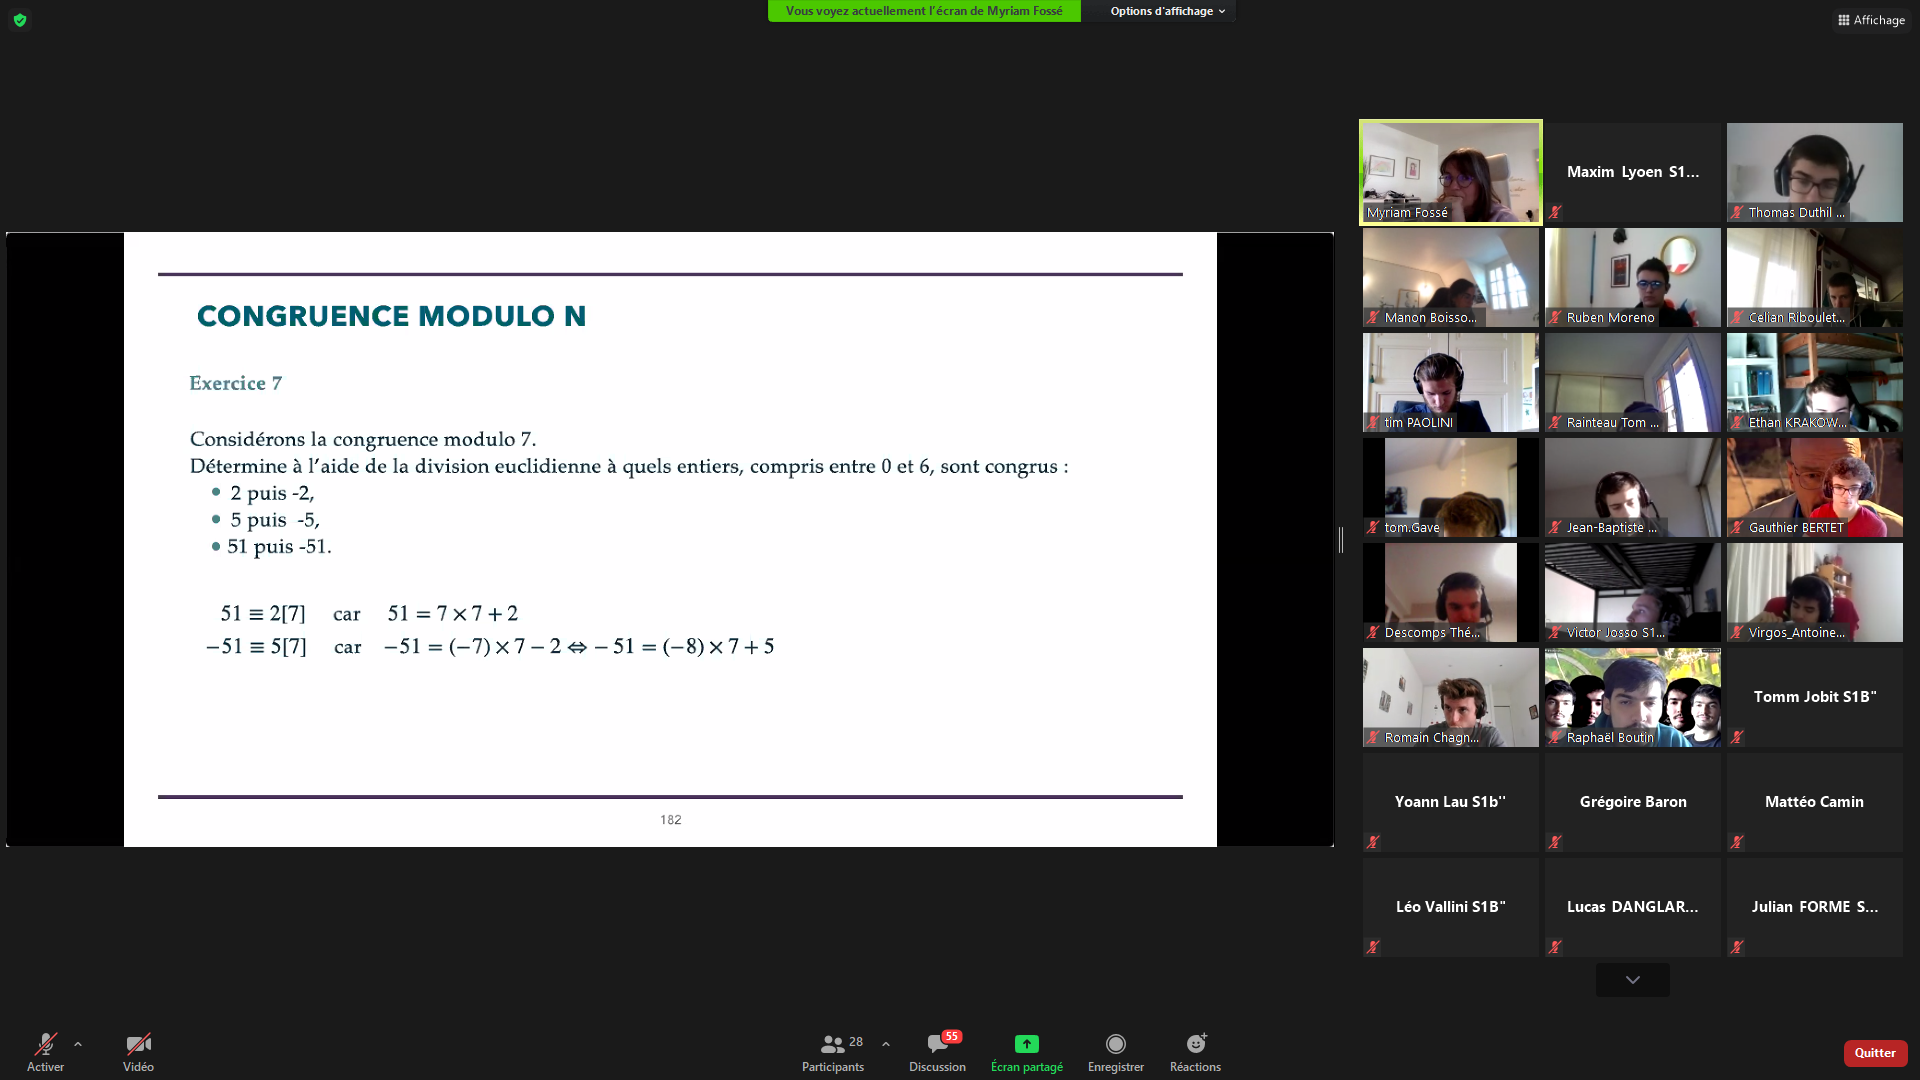 Vous voyez actuellement l'écran de Myriam Fossé
Options d'affichage
Affichage
CONGRUENCE MODULO N
Exercice 7
Considérons la congruence modulo 7.
Détermine à l'aide de la division euclidienne à quels entiers, compris entre 0 et 6, sont congrus :
• 2 puis -2,
• 5 puis -5,
• 51 puis -51.
51 ≡ 2[7] car 51 = 7 × 7 + 2
−51 ≡ 5[7] car −51 = (−7) × 7 − 2 ⇔ − 51 = (−8) × 7 + 5
182
Myriam Fossé
Maxim Lyoen S1...
Thomas Duthil ...
Manon Boisso...
Ruben Moreno
Celian Riboulet...
tim PAOLINI
Rainteau Tom ...
Ethan KRAKOW...
tom.Gave
Jean-Baptiste ...
Gauthier BERTET
Descomps Thé...
Victor Josso S1...
Virgos_Antoine...
Romain Chagn...
Raphaël Boutin
Tomm Jobit S1B"
Yoann Lau S1b''
Grégoire Baron
Mattéo Camin
Léo Vallini S1B"
Lucas DANGLAR...
Julian FORME S...
Activer
Vidéo
28
Participants
55
Discussion
Écran partagé
Enregistrer
Réactions
Quitter